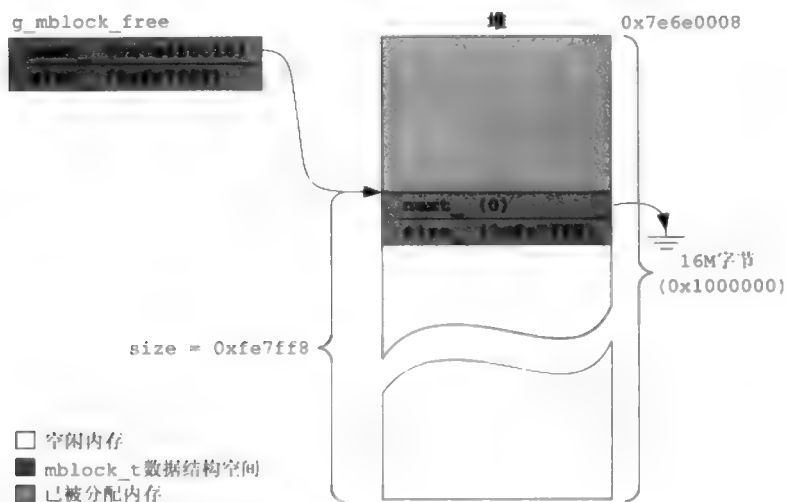 g_mblock_free
堆
0x7e6e0008
next_ (0)
16M字节
(0x1000000)
size = 0xfe7ff8
空闲内存
mblock_t数据结构空间
已被分配内存